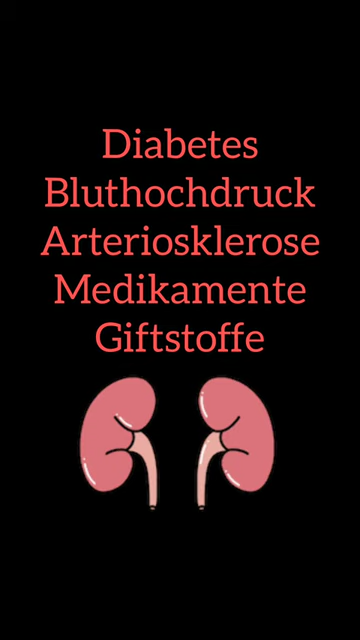 Diabetes
Bluthochdruck
Arteriosklerose
Medikamente
Giftstoffe